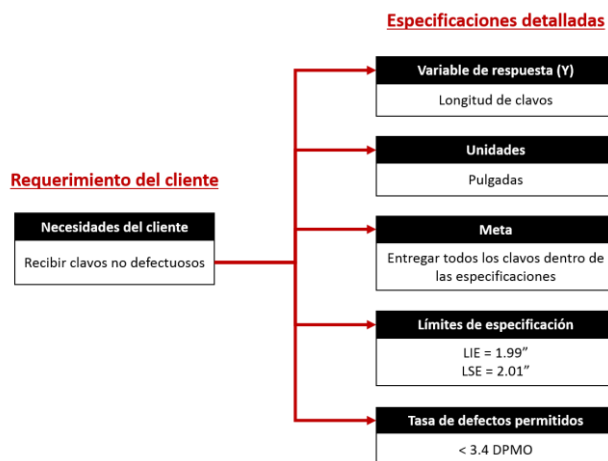 Especificaciones detalladas
Variable de respuesta (Y)
Longitud de clavos
Unidades
Pulgadas
Requerimiento del cliente
Necesidades del cliente
Recibir clavos no defectuosos
Meta
Entregar todos los clavos dentro de
las especificaciones
Límites de especificación
LIE = 1.99”
LSE = 2.01”
Tasa de defectos permitidos
< 3.4 DPMO